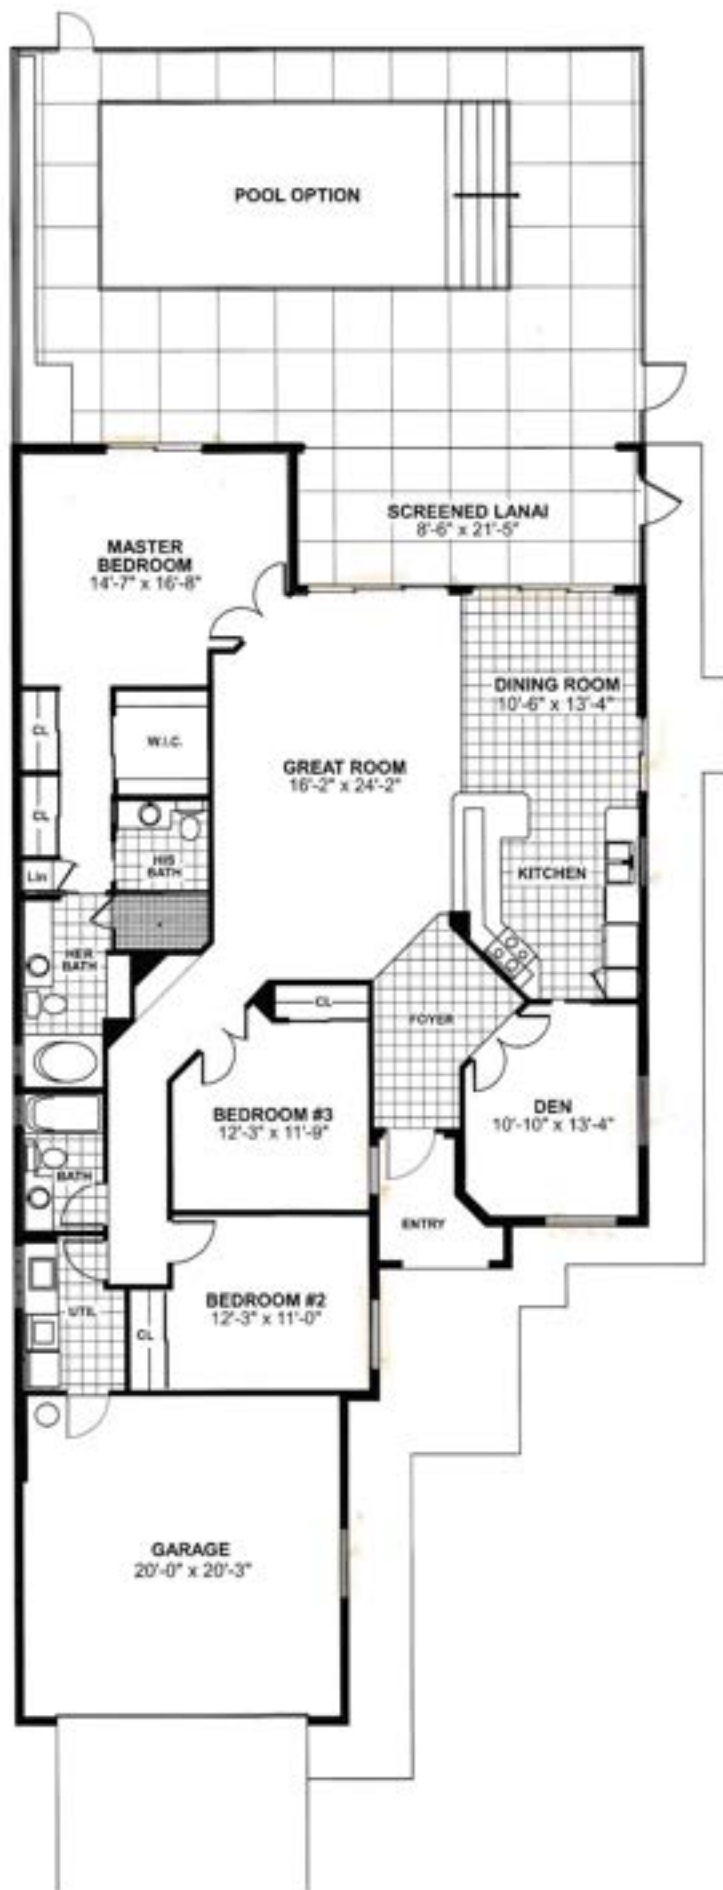 POOL OPTION
SCREENED LANAI
8'-6" x 21'-5"
MASTER
BEDROOM
14'-7" x 16'-8"
DINING ROOM
10'-6" x 13'-4"
CL
W.I.C.
GREAT ROOM
16'-2" x 24'-2"
CL
HIS
BATH
KITCHEN
Lin
HER
BATH
CL
FOYER
BEDROOM #3
12'-3" x 11'-9"
DEN
10'-10" x 13'-4"
BATH
ENTRY
BEDROOM #2
12'-3" x 11'-0"
UTIL
CL
GARAGE
20'-0" x 20'-3"